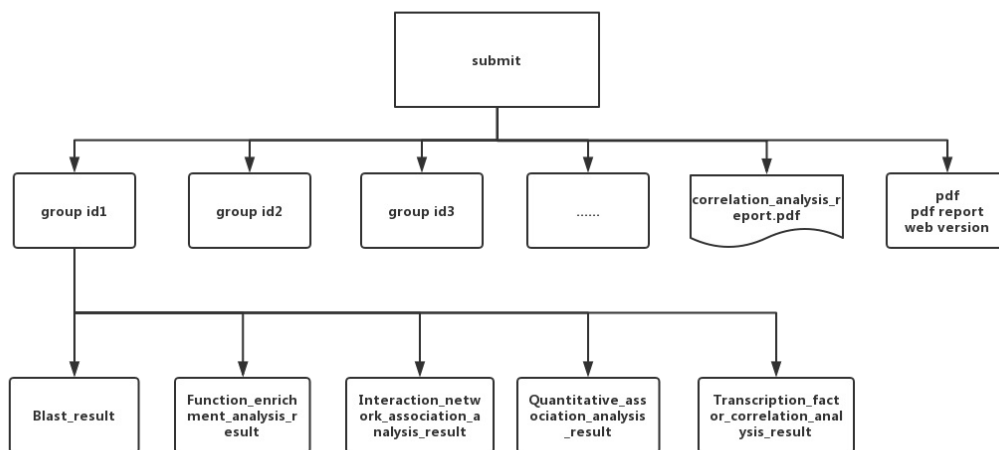 submit
group id1
group id2
group id3
......
correlation_analysis_r
eport.pdf
pdf
pdf report
web version
Blast_result
Function_enrich
ment_analysis_r
esult
Interaction_netw
ork_association_a
nalysis_result
Quantitative_ass
ociation_analysis
_result
Transcription_fact
or_correlation_anal
ysis_result